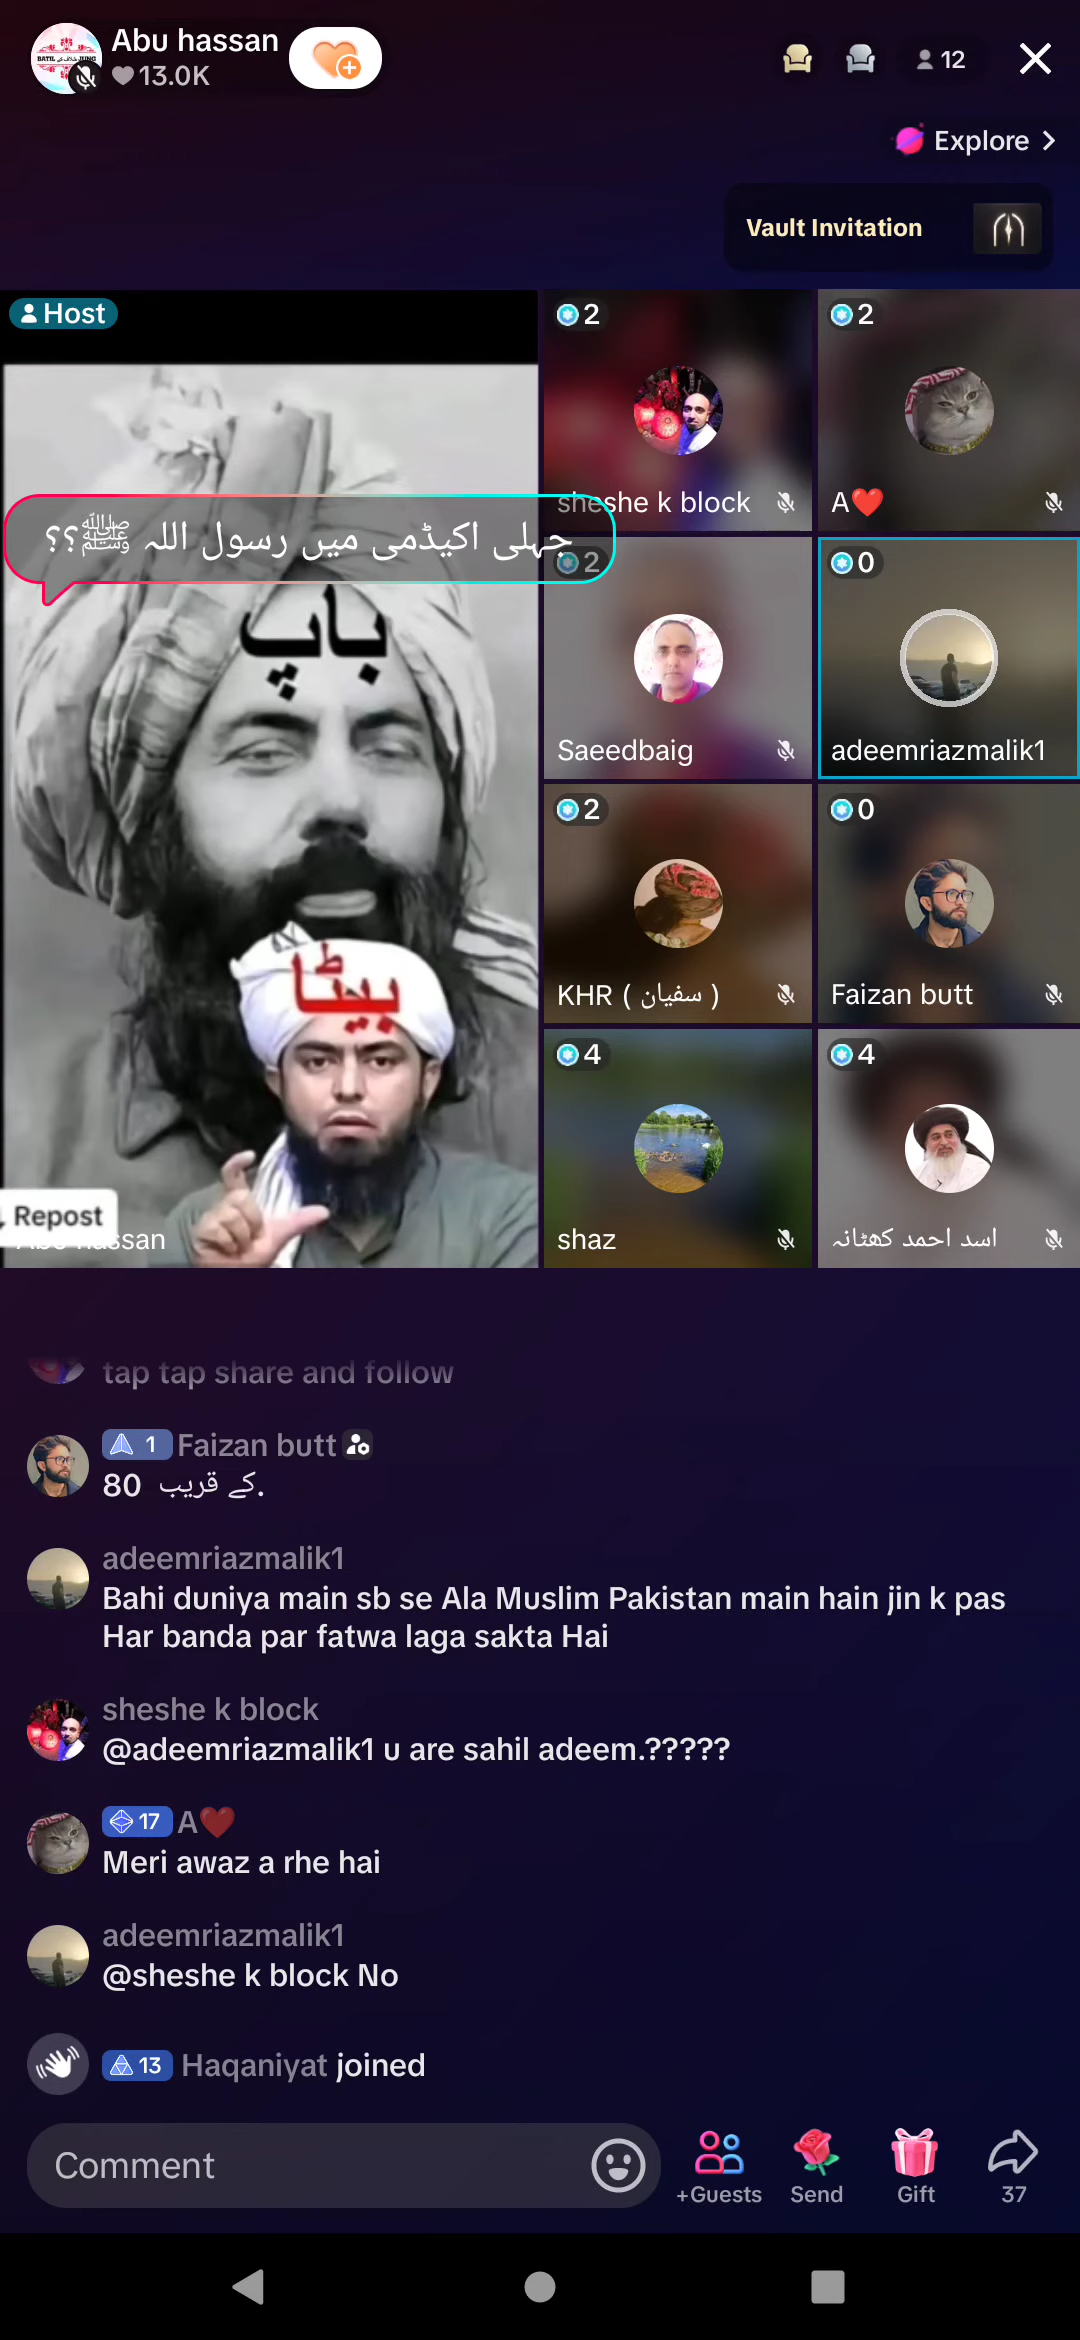 Abu hassan
13.0K
12
Explore
Vault Invitation
Host
2
2
sheshe k block
A❤️
جہلی اکیڈمی میں رسول اللہ ﷺ؟؟
باپ
2
0
Saeedbaig
adeemriazmalik1
2
0
بیٹا
KHR ( سفیان )
Faizan butt
4
4
Repost
Abu hassan
shaz
اسد احمد کھٹانہ
tap tap share and follow
1 Faizan butt
80 کے قریب.
adeemriazmalik1
Bahi duniya main sb se Ala Muslim Pakistan main hain jin k pas
Har banda par fatwa laga sakta Hai
sheshe k block
@adeemriazmalik1 u are sahil adeem.?????
17 A❤️
Meri awaz a rhe hai
adeemriazmalik1
@sheshe k block No
13 Haqaniyat joined
Comment
+Guests
Send
Gift
37